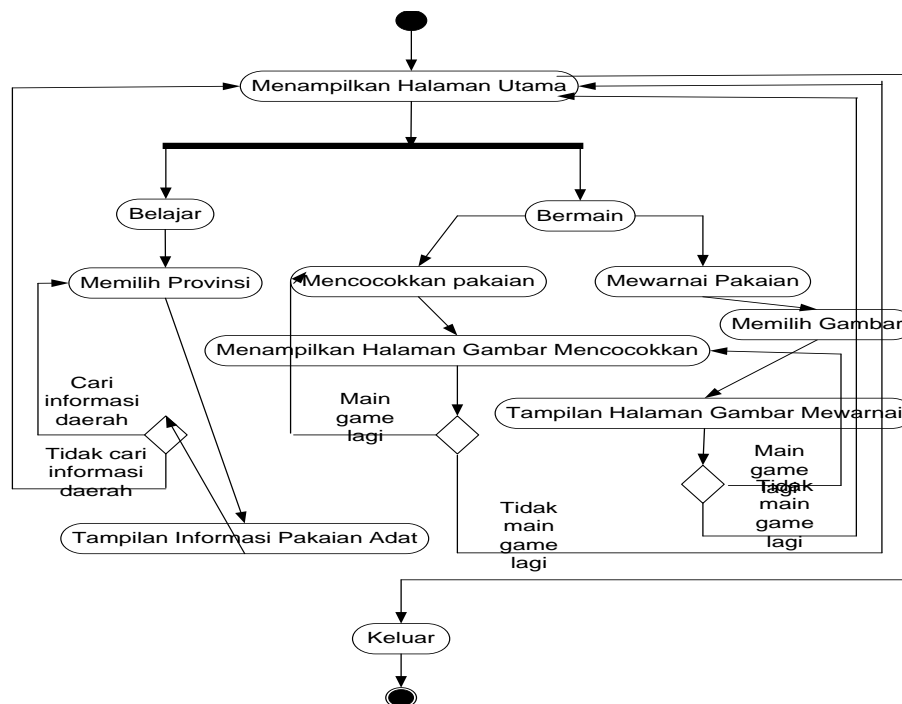 Menampilkan Halaman Utama
Belajar
Bermain
Memilih Provinsi
Mencocokkan pakaian
Mewarnai Pakaian
Memilih Gambar
Menampilkan Halaman Gambar Mencocokkan
Cari
informasi
daerah
Main
game
lagi
Tampilan Halaman Gambar Mewarnai
Tidak cari
informasi
daerah
Main
game
lagi
Tidak
main
game
lagi
Tidak
main
game
lagi
Tampilan Informasi Pakaian Adat
Keluar